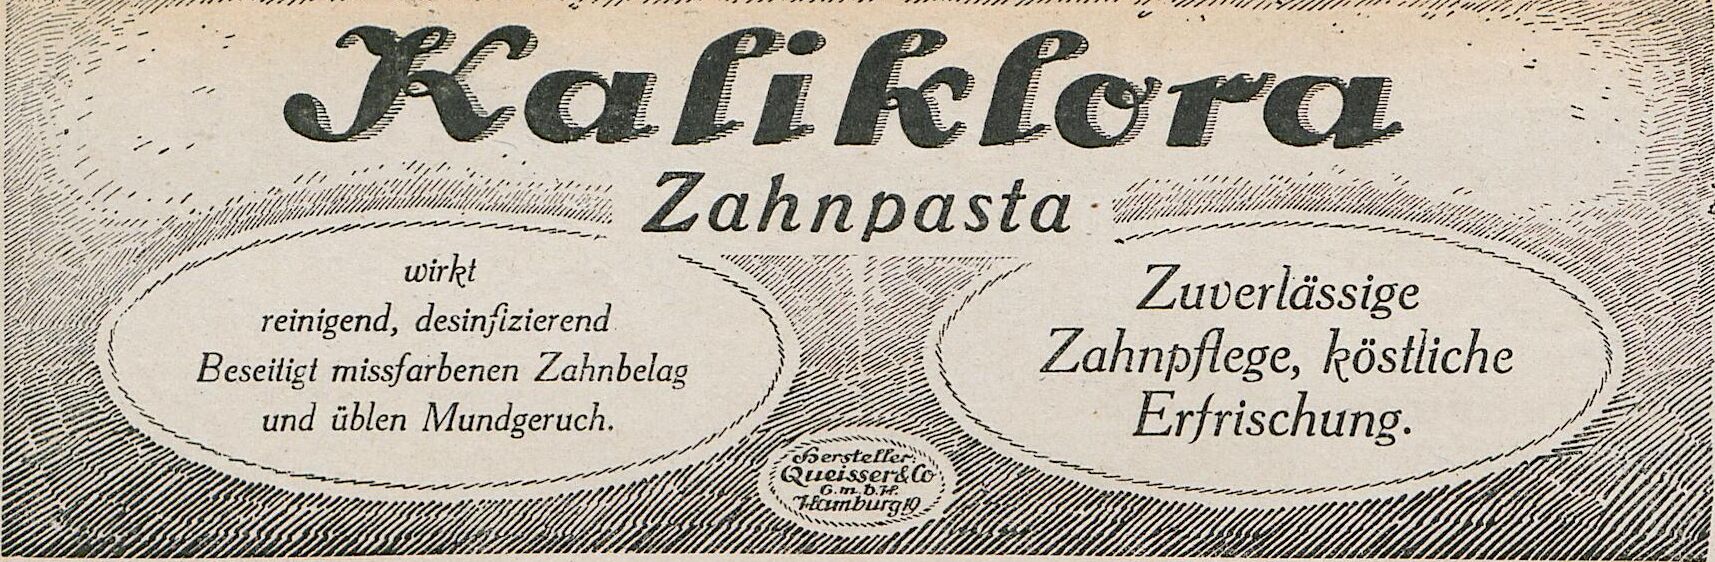 Kaliklora
Zahnpasta
wirkt
reinigend, desinfizierend
Beseitigt missfarbenen Zahnbelag
und üblen Mundgeruch.
Zuverlässige
Zahnpflege, köstliche
Erfrischung.
Hersteller:
Queisser & Co
G.m.b.H.
Hamburg 19